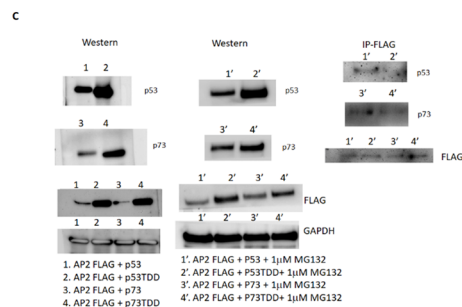 C
Western
Western
IP-FLAG
1 2
p53
3 4
p73
1 2 3 4
1 2 3 4
1. AP2 FLAG + p53
2. AP2 FLAG + p53TDD
3. AP2 FLAG + p73
4. AP2 FLAG + p73TDD
1’ 2’
p53
3’ 4’
p73
1’ 2’ 3’ 4’
FLAG
1’ 2’ 3’ 4’
GAPDH
1’. AP2 FLAG + P53 + 1µM MG132
2’. AP2 FLAG + P53TDD+ 1µM MG132
3’. AP2 FLAG + P73 + 1µM MG132
4’. AP2 FLAG + P73TDD+ 1µM MG132
1’ 2’
p53
3’ 4’
p73
1’ 2’ 3’ 4’
FLAG